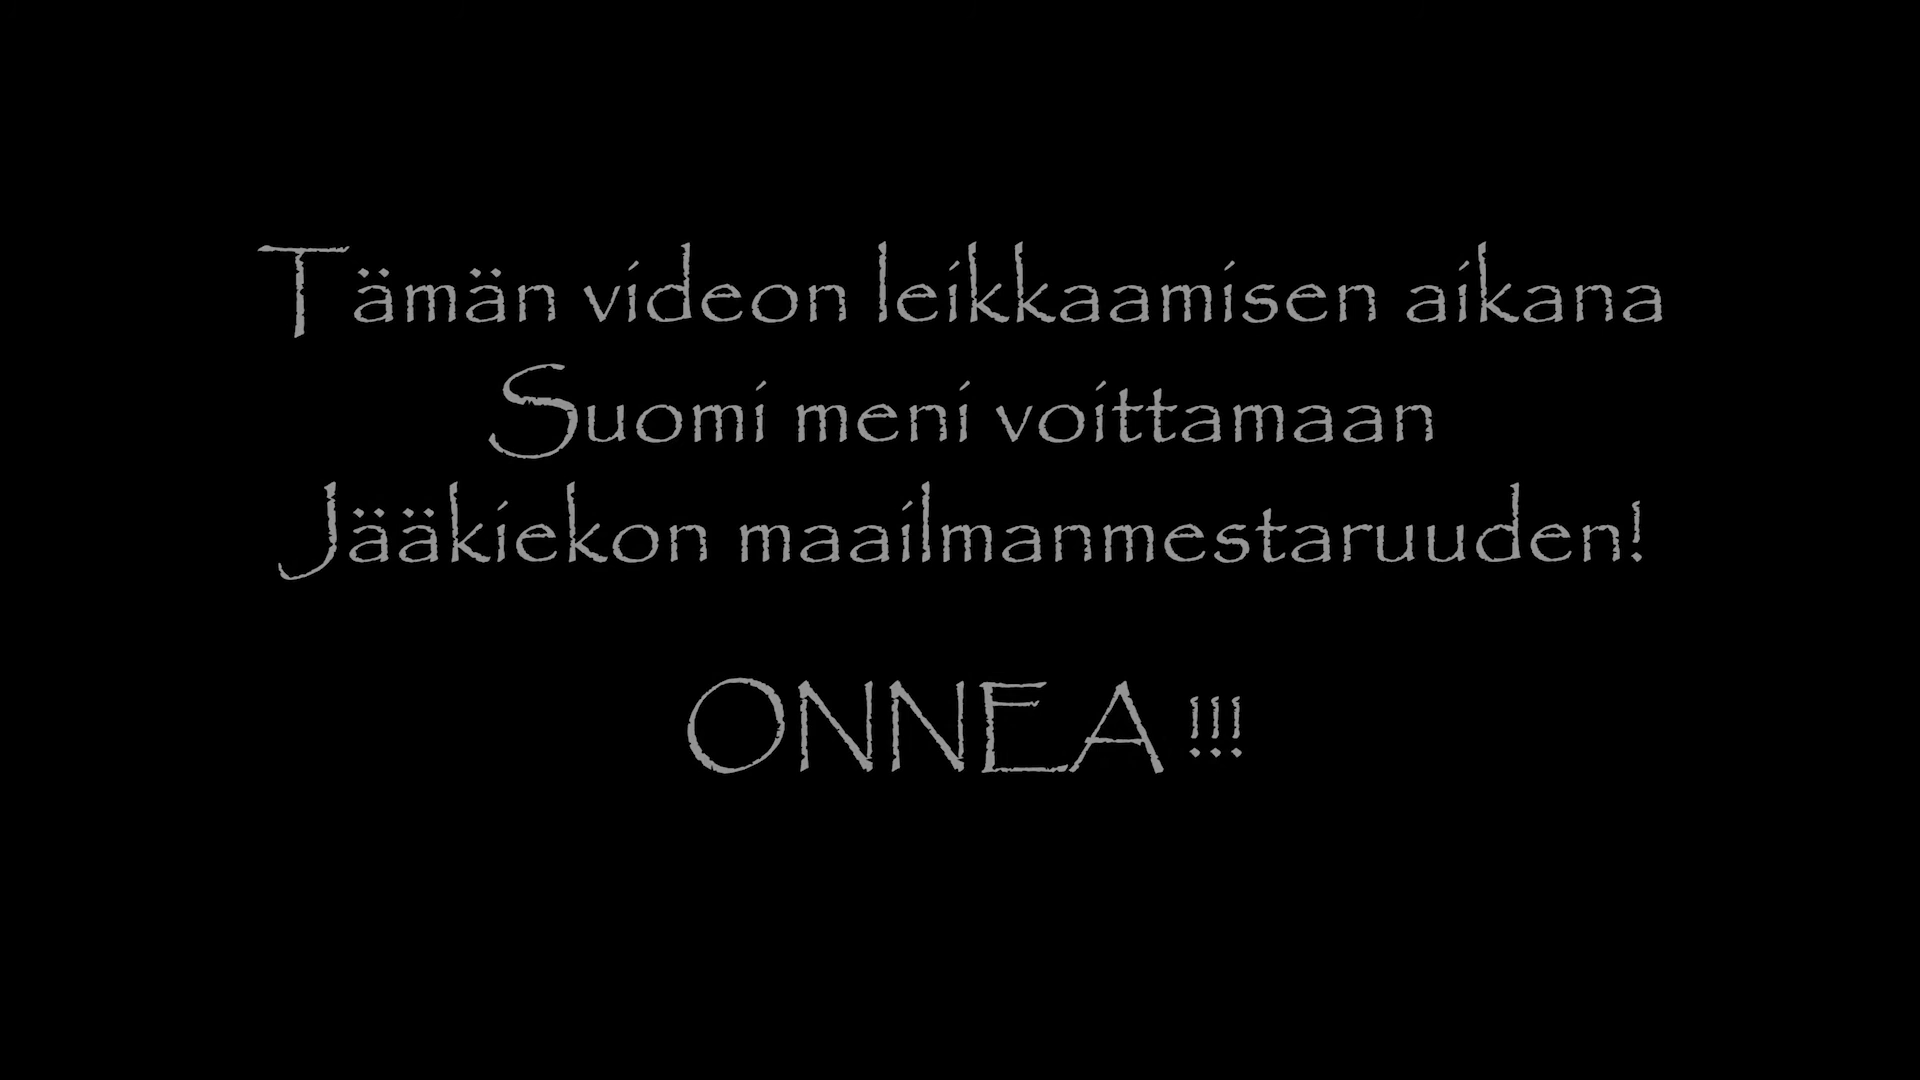 Tämän videon leikkaamisen aikana
Suomi meni voittamaan
Jääkiekon maailmanmestaruuden!
ONNEA !!!